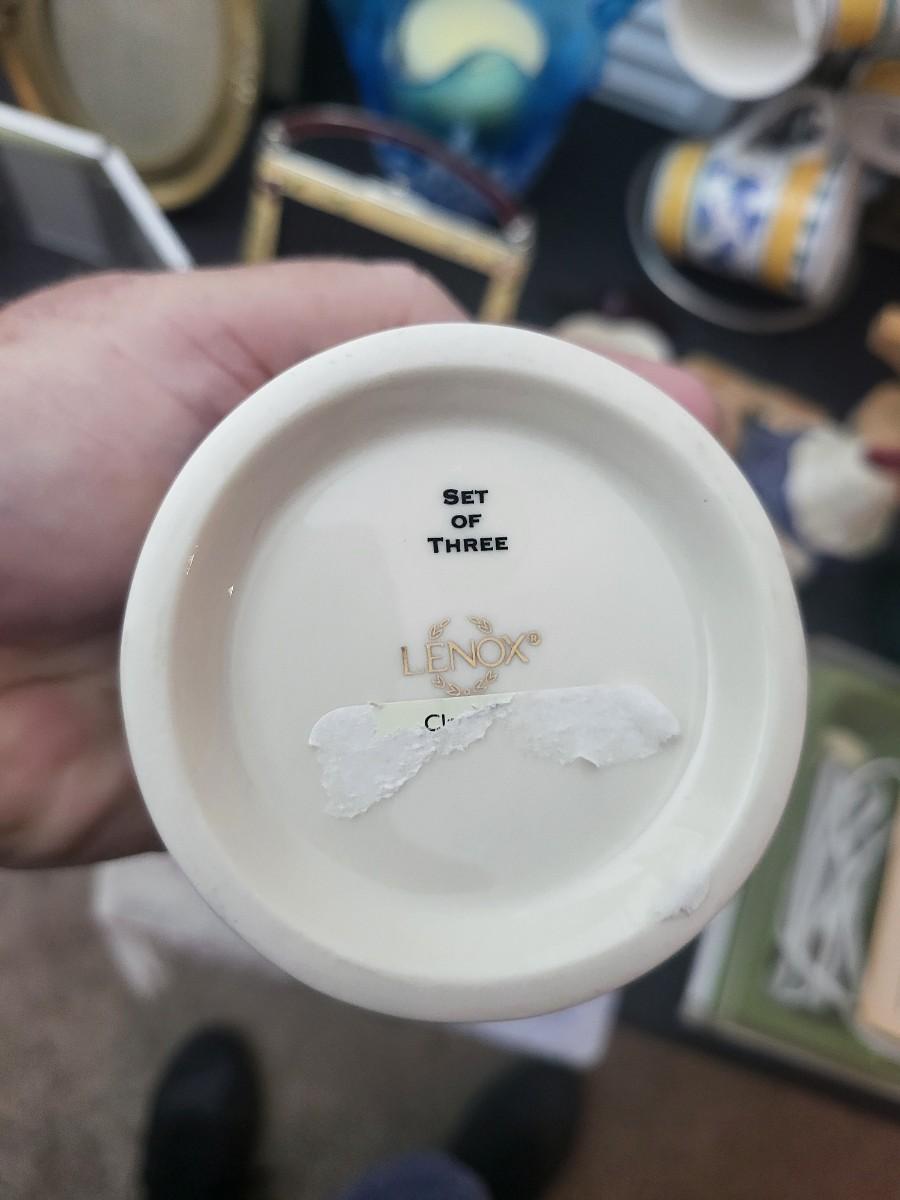 SET
OF
THREE
LENOX®